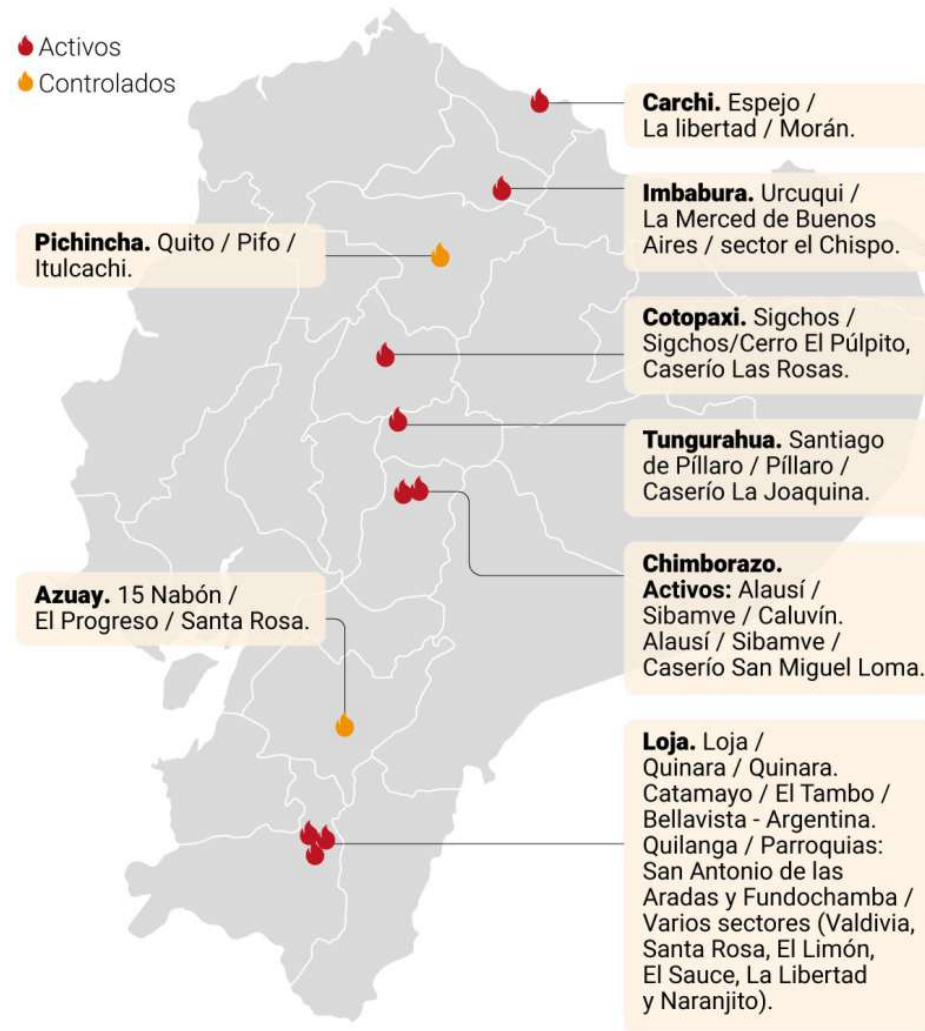 Activos
Controlados
Carchi. Espejo /
La libertad / Morán.
Imbabura. Urcuqui /
La Merced de Buenos
Aires / sector el Chispo.
Pichincha. Quito / Pifo /
Itulcachi.
Cotopaxi. Sigchos /
Sigchos/Cerro El Púlpito,
Caserío Las Rosas.
Tungurahua. Santiago
de Píllaro / Píllaro /
Caserío La Joaquina.
Chimborazo.
Activos: Alausí /
Sibamve / Caluvín.
Alausí / Sibamve /
Caserío San Miguel Loma.
Azuay. 15 Nabón /
El Progreso / Santa Rosa.
Loja. Loja /
Quinara / Quinara.
Catamayo / El Tambo /
Bellavista - Argentina.
Quilanga / Parroquias:
San Antonio de las
Aradas y Fundochamba /
Varios sectores (Valdivia,
Santa Rosa, El Limón,
El Sauce, La Libertad
y Naranjito).